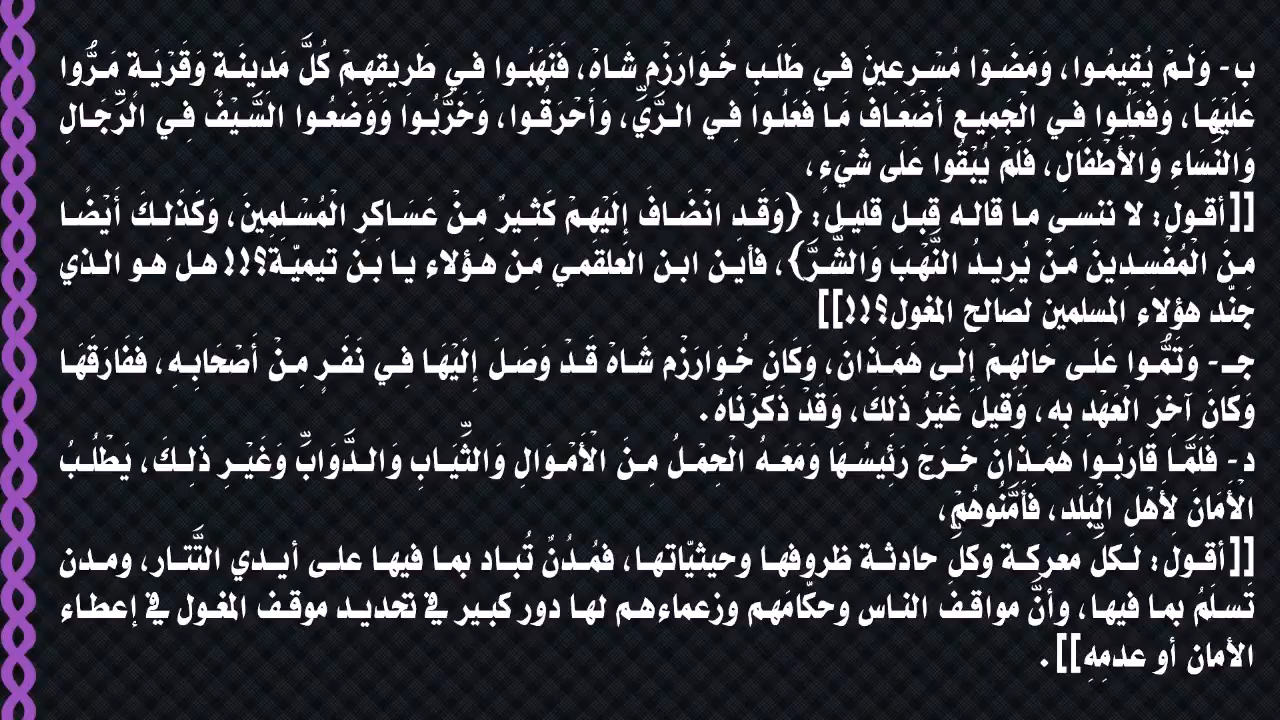 ب- وَلَمْ يُقِيمُوا، وَمَضَوْا مُسْرِعِينَ فِي طَلَبِ خُوَارَزْم شَاهْ، فَنَهَبُوا فِي طَرِيقِهِمْ كُلَّ مَدِينَةٍ وَقَرْيَةٍ مَرُّوا
عَلَيْهَا، وَفَعَلُوا فِي الْجَمِيعِ أَضْعَافَ مَا فَعَلُوا فِي الرَّيِّ، وَأَحْرَقُوا، وَخَرَّبُوا وَوَضَعُوا السَّيْفَ فِي الرِّجَالِ
وَالنِّسَاءِ وَالْأَطْفَالِ، فَلَمْ يُبْقُوا عَلَى شَيْءٍ،
[[أقول: لا ننسى ما قاله قبل قليل: {وَقَد انْضَافَ إِلَيْهِمْ كَثِيرٌ مِنْ عَسَاكِرِ الْمُسْلِمِينَ، وَكَذَلِكَ أَيْضًا
مِنَ الْمُفْسِدِينَ مَنْ يُرِيدُ النَّهْبَ وَالشَّرَّ}، فأين ابن العلقمي مِن هؤلاء يا بَن تيميّة؟!! هل هو الذي
جنّد هؤلاء المسلمين لصالح المغول؟!!]]
جـ- وَتَمُّوا عَلَى حَالِهِمْ إِلَى هَمَذَانَ، وَكَانَ خُوَارَزْم شَاهْ قَدْ وَصَلَ إِلَيْهَا فِي نَفَرٍ مِنْ أَصْحَابِهِ، فَفَارَقَهَا
وَكَانَ آخِرَ الْعَهْدِ بِهِ، وَقِيلَ غَيْرُ ذَلِكَ، وَقَدْ ذَكَرْنَاهُ.
د- فَلَمَّا قَارَبُوا هَمَذَانَ خَرَجَ رَئِيسُهَا وَمَعَهُ الْحِمْلُ مِنَ الْأَمْوَالِ وَالثِّيَابِ وَالدَّوَابِّ وَغَيْرِ ذَلِكَ، يَطْلُبُ
الْأَمَانَ لِأَهْلِ الْبَلَدِ، فَأَمَّنُوهُمْ،
[[أقول: لكلّ معركة وكلّ حادثة ظروفها وحيثيّاتها، فمُدُنٌ تُباد بما فيها على أيدي التَّتار، ومدن
تَسلَمُ بما فيها، وأنَّ مواقفَ الناس وحكّامَهم وزعماءهم لها دور كبير في تحديد موقف المغول في إعطاء
الأمان أو عدمِهِ]].